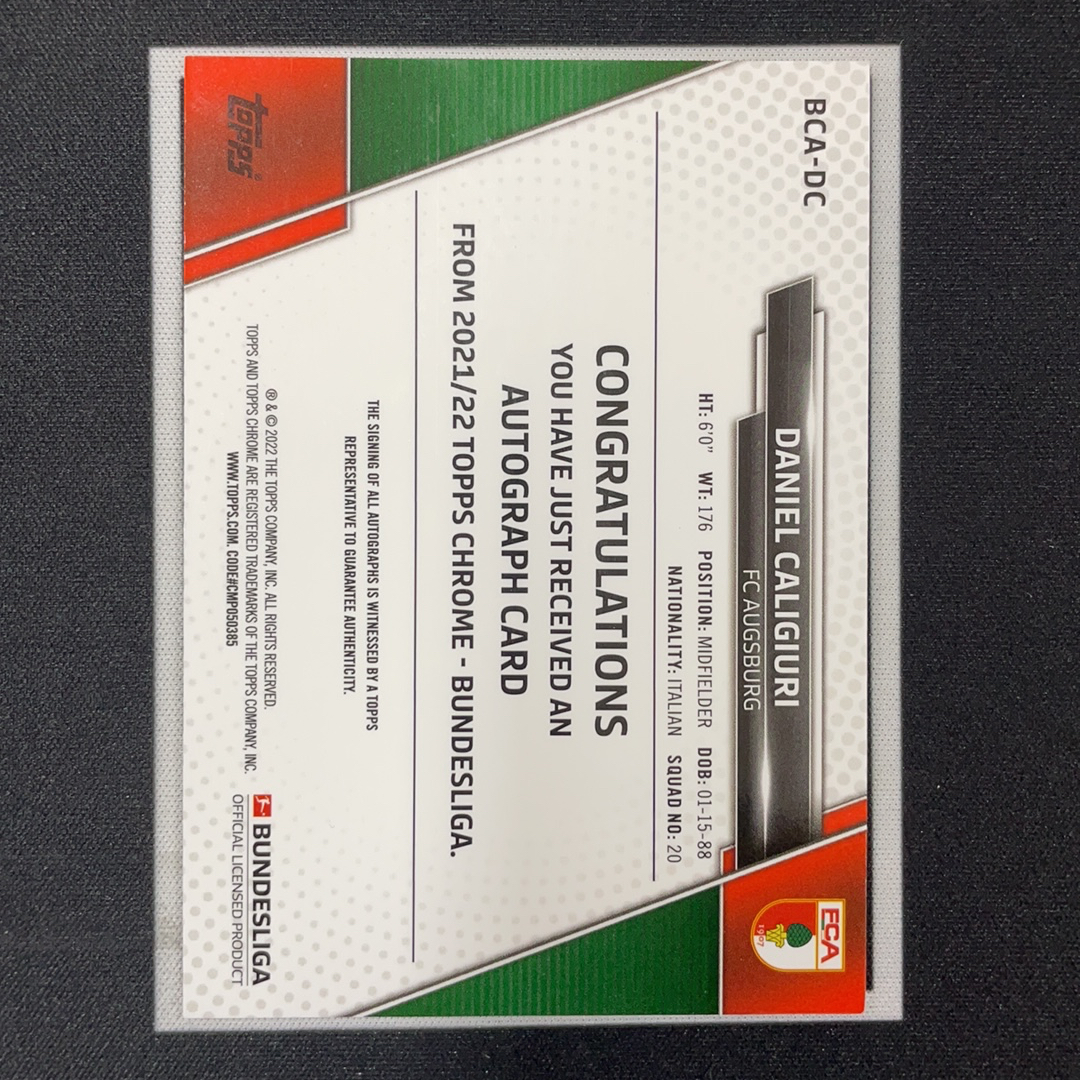 BCA-DC
DANIEL CALIGIURI
FC AUGSBURG
FCA
1907
HT: 6'0" WT: 176 POSITION: MIDFIELDER DOB: 01-15-88
NATIONALITY: ITALIAN SQUAD NO: 20
CONGRATULATIONS
YOU HAVE JUST RECEIVED AN
AUTOGRAPH CARD
FROM 2021/22 TOPPS CHROME - BUNDESLIGA.
THE SIGNING OF ALL AUTOGRAPHS IS WITNESSED BY A TOPPS
REPRESENTATIVE TO GUARANTEE AUTHENTICITY.
® & © 2022 THE TOPPS COMPANY, INC. ALL RIGHTS RESERVED.
TOPPS AND TOPPS CHROME ARE REGISTERED TRADEMARKS OF THE TOPPS COMPANY, INC.
WWW.TOPPS.COM. CODE#CMP050385
topps®
BUNDESLIGA
OFFICIAL LICENSED PRODUCT